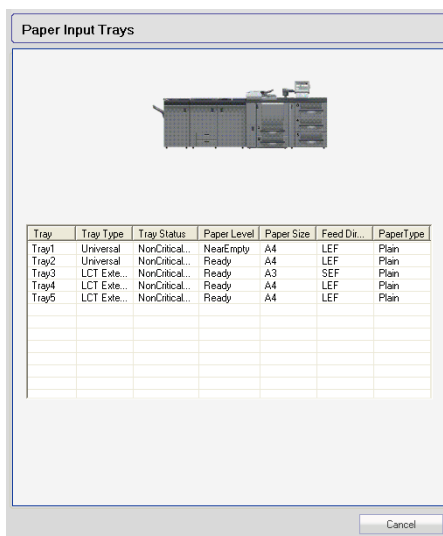 Paper Input Trays
Tray Tray Type Tray Status Paper Level Paper Size Feed Dir... PaperType
Tray1 Universal NonCritical... NearEmpty A4 LEF Plain
Tray2 Universal NonCritical... Ready A4 LEF Plain
Tray3 LCT Exte... NonCritical... Ready A3 SEF Plain
Tray4 LCT Exte... NonCritical... Ready A4 LEF Plain
Tray5 LCT Exte... NonCritical... Ready A4 LEF Plain
Cancel